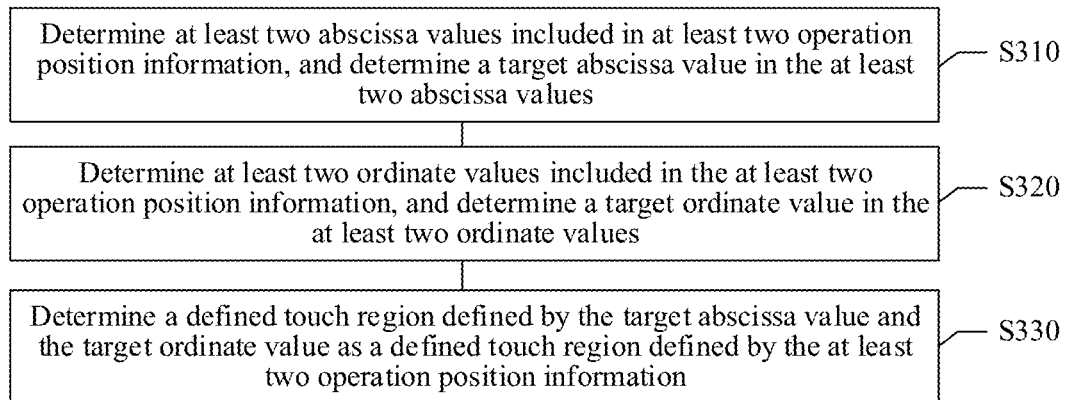 Determine at least two abscissa values included in at least two operation
position information, and determine a target abscissa value in the at least
two abscissa values
S310
Determine at least two ordinate values included in the at least two
operation position information, and determine a target ordinate value in the
at least two ordinate values
S320
Determine a defined touch region defined by the target abscissa value and
the target ordinate value as a defined touch region defined by the at least
two operation position information
S330